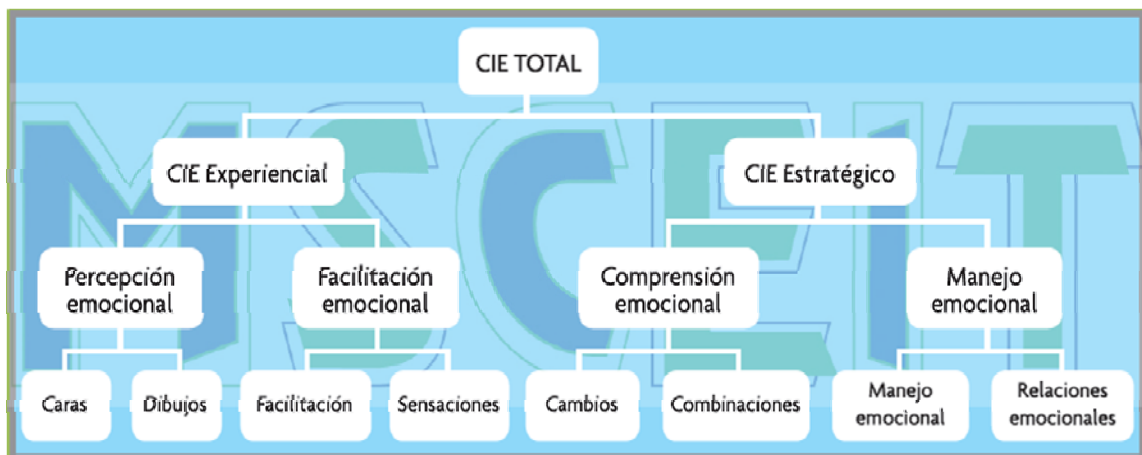 CIE TOTAL
CIE Experiencial
CIE Estratégico
Percepción
emocional
Facilitación
emocional
Comprensión
emocional
Manejo
emocional
Caras
Dibujos
Facilitación
Sensaciones
Cambios
Combinaciones
Manejo
emocional
Relaciones
emocionales
MSCEIT